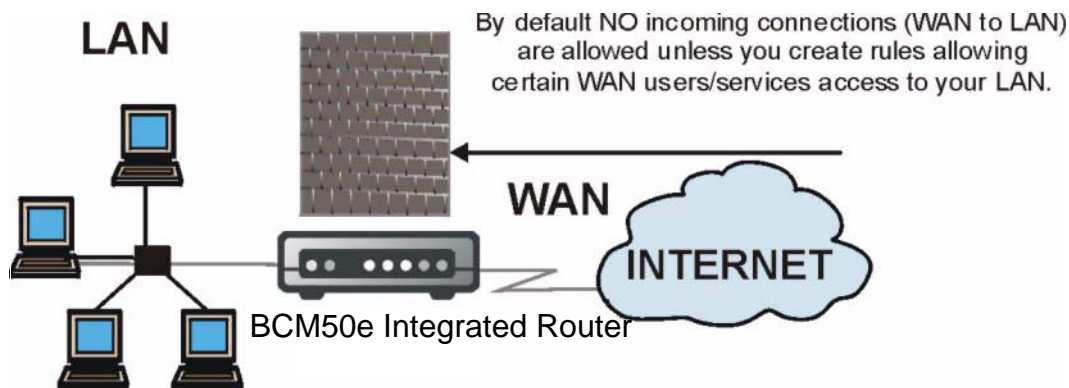 LAN
By default NO incoming connections (WAN to LAN)
are allowed unless you create rules allowing
certain WAN users/services access to your LAN.
WAN
INTERNET
BCM50e Integrated Router